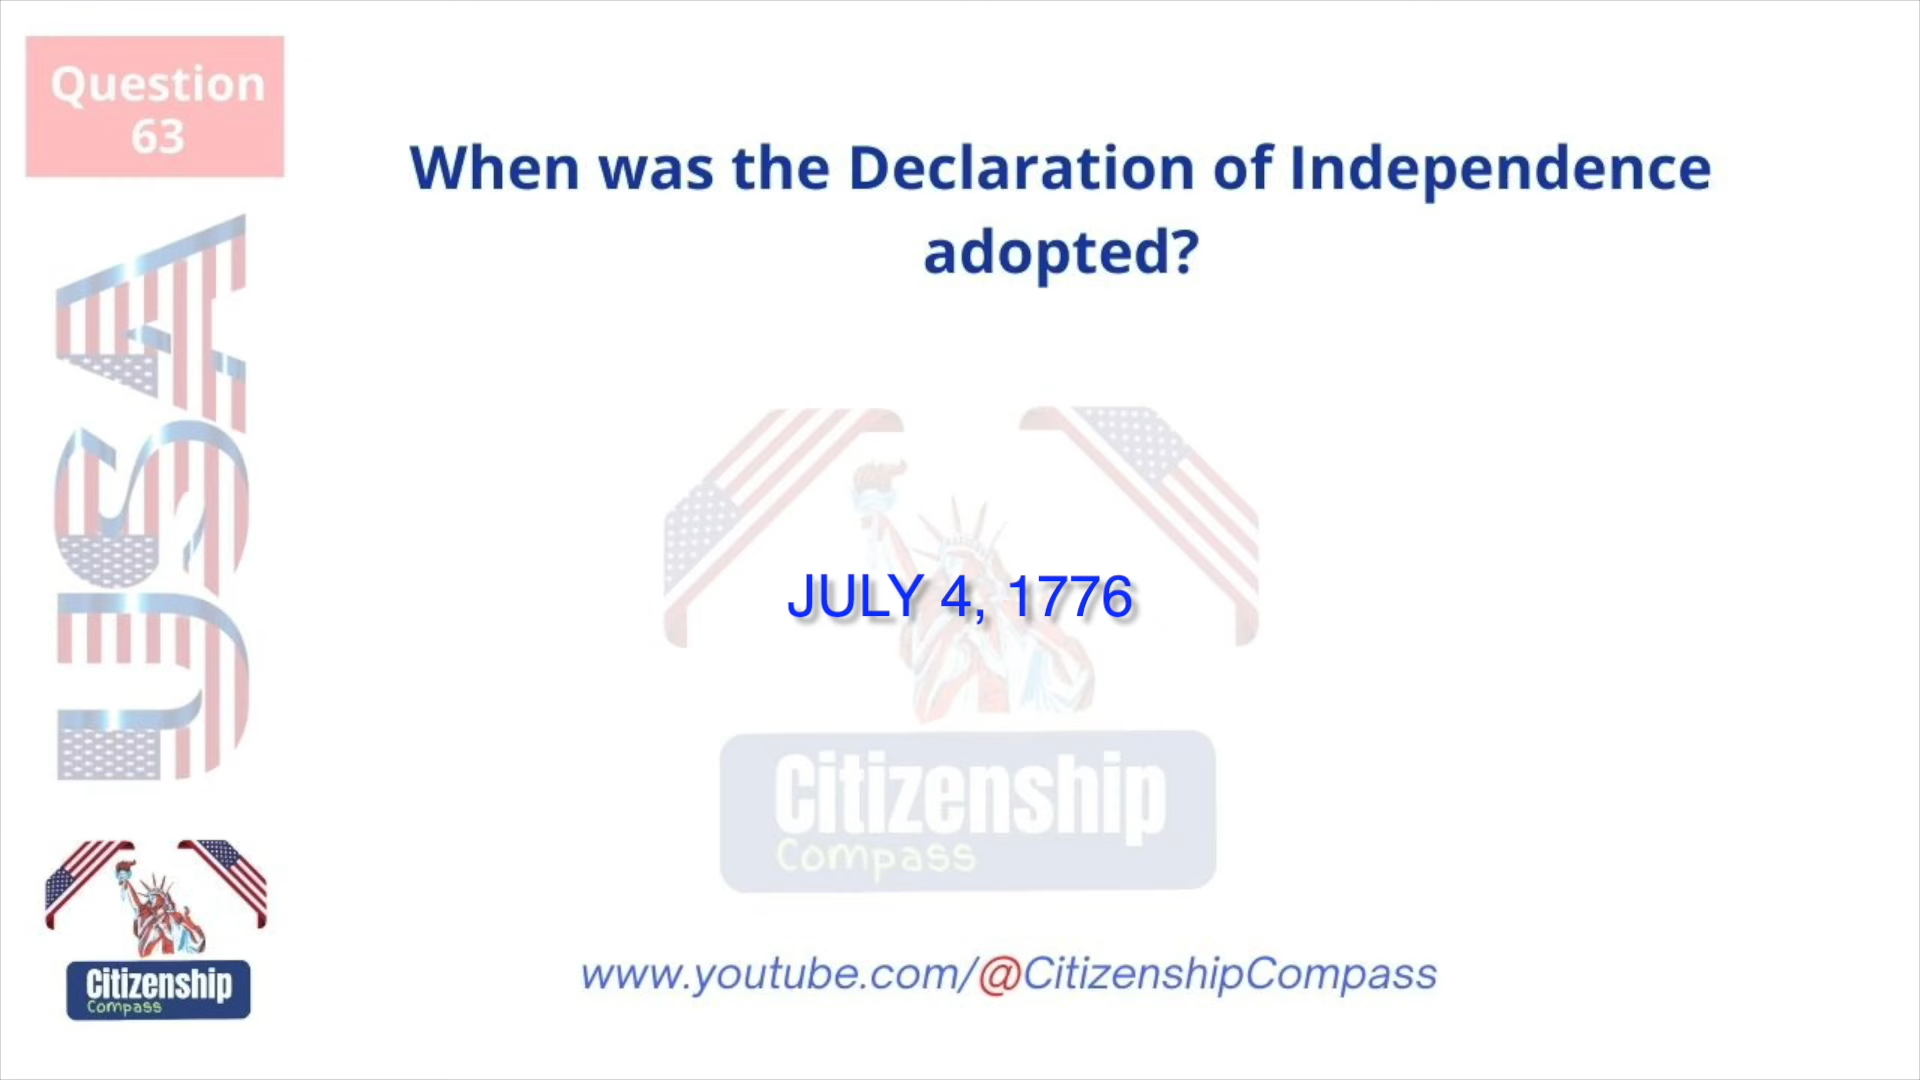 Question
63
When was the Declaration of Independence
adopted?
USA
JULY 4, 1776
Citizenship
Compass
Citizenship
Compass
www.youtube.com/@CitizenshipCompass